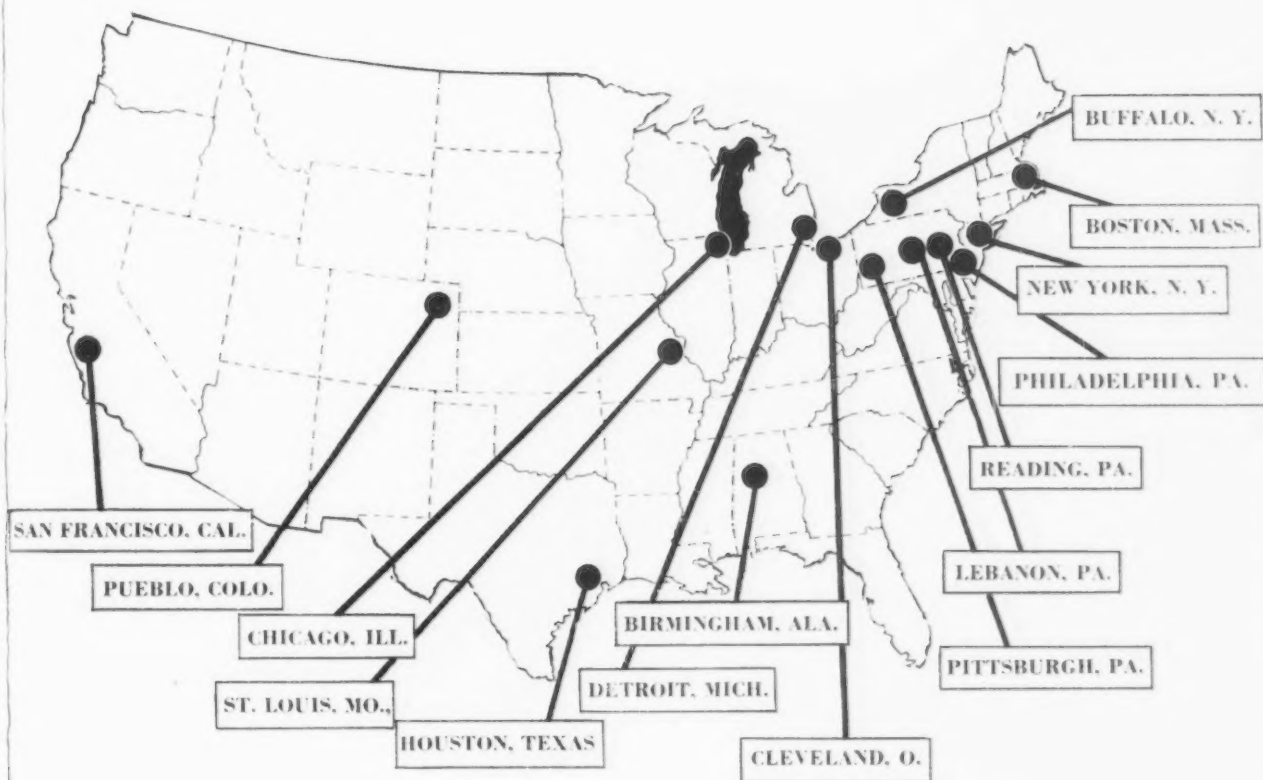 BUFFALO, N. Y.
BOSTON, MASS.
NEW YORK, N. Y.
PHILADELPHIA, PA.
READING, PA.
SAN FRANCISCO, CAL.
PUEBLO, COLO.
LEBANON, PA.
CHICAGO, ILL.
BIRMINGHAM, ALA.
PITTSBURGH, PA.
ST. LOUIS, MO.,
DETROIT, MICH.
HOUSTON, TEXAS
CLEVELAND, O.